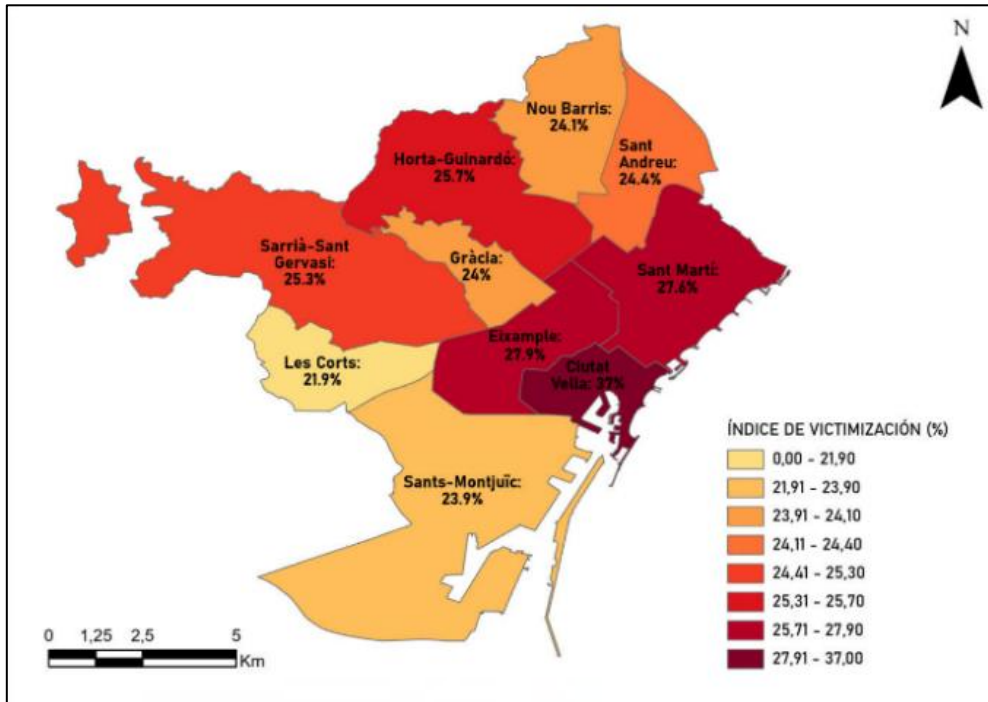 N
Nou Barris:
24.1%
Sant
Andreu:
24.4%
Horta-Guinardó:
25.7%
Sarrià-Sant
Gervasi:
25.3%
Gràcia:
24%
Sant Martí:
27.6%
Eixample:
27.9%
Les Corts:
21.9%
Ciutat
Vella: 37%
Sants-Montjuïc:
23.9%
ÍNDICE DE VICTIMIZACIÓN (%)
0,00 - 21,90
21,91 - 23,90
23,91 - 24,10
24,11 - 24,40
24,41 - 25,30
25,31 - 25,70
25,71 - 27,90
27,91 - 37,00
0 1,25 2,5 5
Km